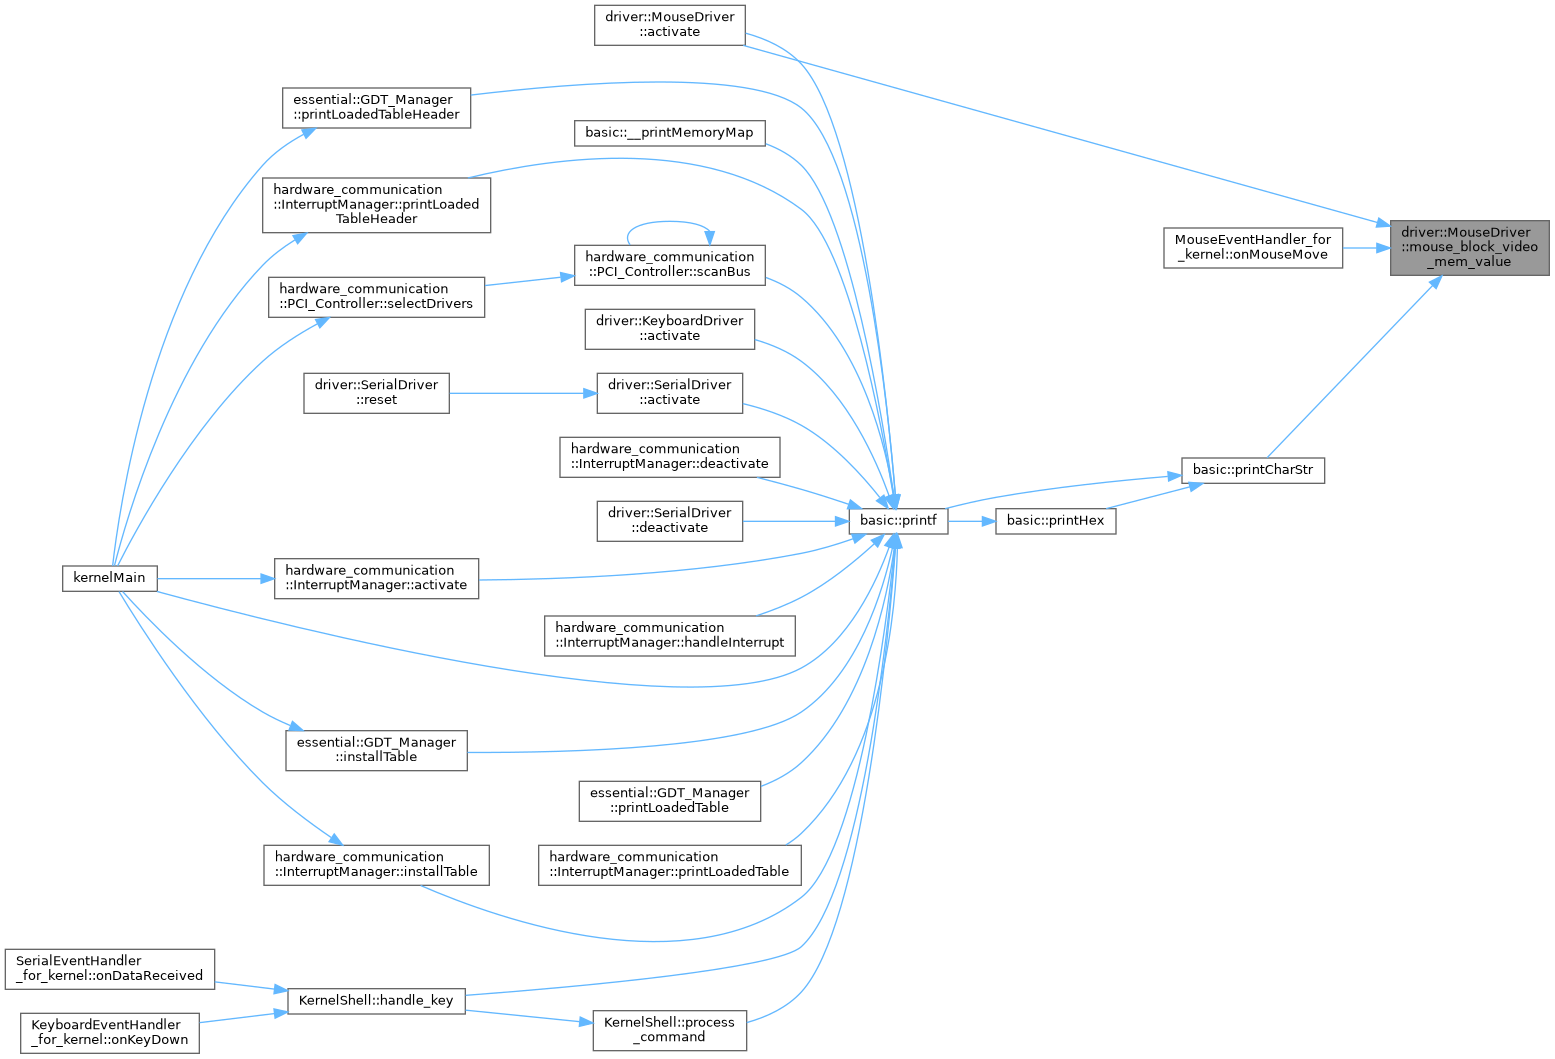 driver::MouseDriver
::activate
essential::GDT_Manager
::printLoadedTableHeader
basic::__printMemoryMap
hardware_communication
::InterruptManager::printLoaded
TableHeader
driver::MouseDriver
::mouse_block_video
_mem_value
MouseEventHandler_for
_kernel::onMouseMove
hardware_communication
::PCI_Controller::scanBus
hardware_communication
::PCI_Controller::selectDrivers
driver::KeyboardDriver
::activate
driver::SerialDriver
::reset
driver::SerialDriver
::activate
hardware_communication
::InterruptManager::deactivate
basic::printCharStr
driver::SerialDriver
::deactivate
basic::printf
basic::printHex
kernelMain
hardware_communication
::InterruptManager::activate
hardware_communication
::InterruptManager::handleInterrupt
essential::GDT_Manager
::installTable
essential::GDT_Manager
::printLoadedTable
hardware_communication
::InterruptManager::installTable
hardware_communication
::InterruptManager::printLoadedTable
SerialEventHandler
_for_kernel::onDataReceived
KernelShell::handle_key
KeyboardEventHandler
_for_kernel::onKeyDown
KernelShell::process
_command